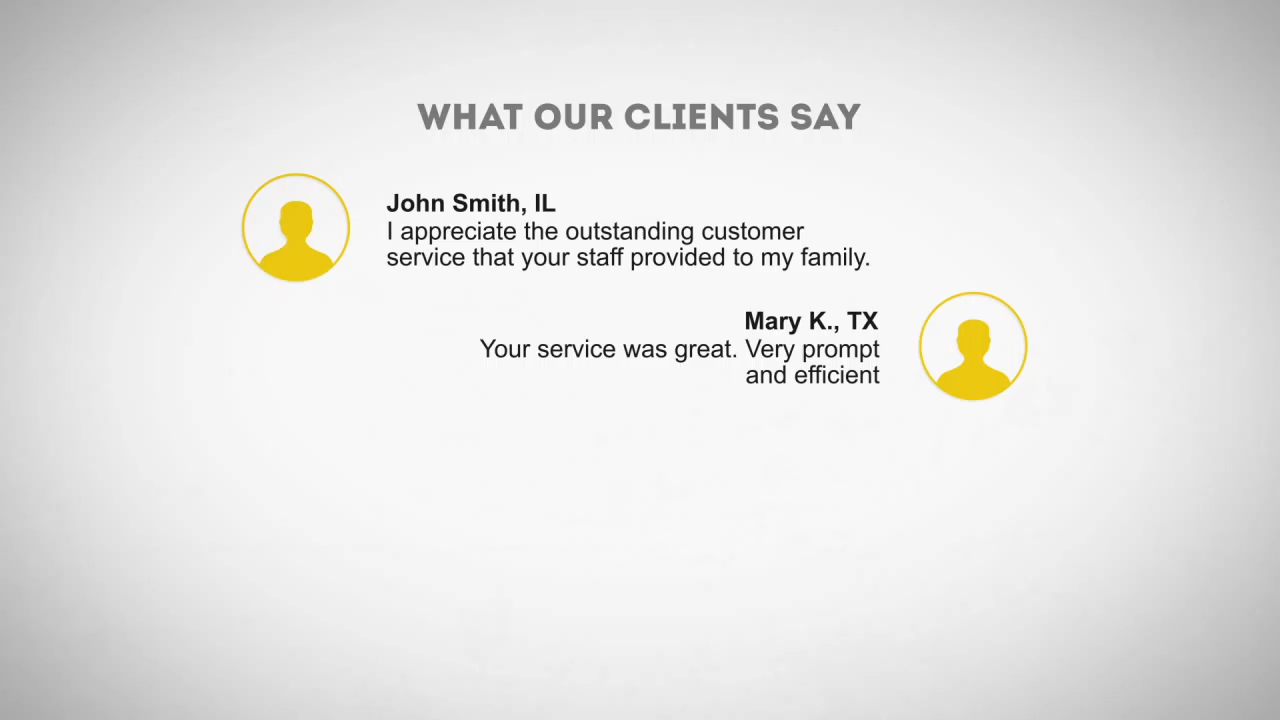 WHAT OUR CLIENTS SAY
John Smith, IL
I appreciate the outstanding customer
service that your staff provided to my family.
Mary K., TX
Your service was great. Very prompt
and efficient